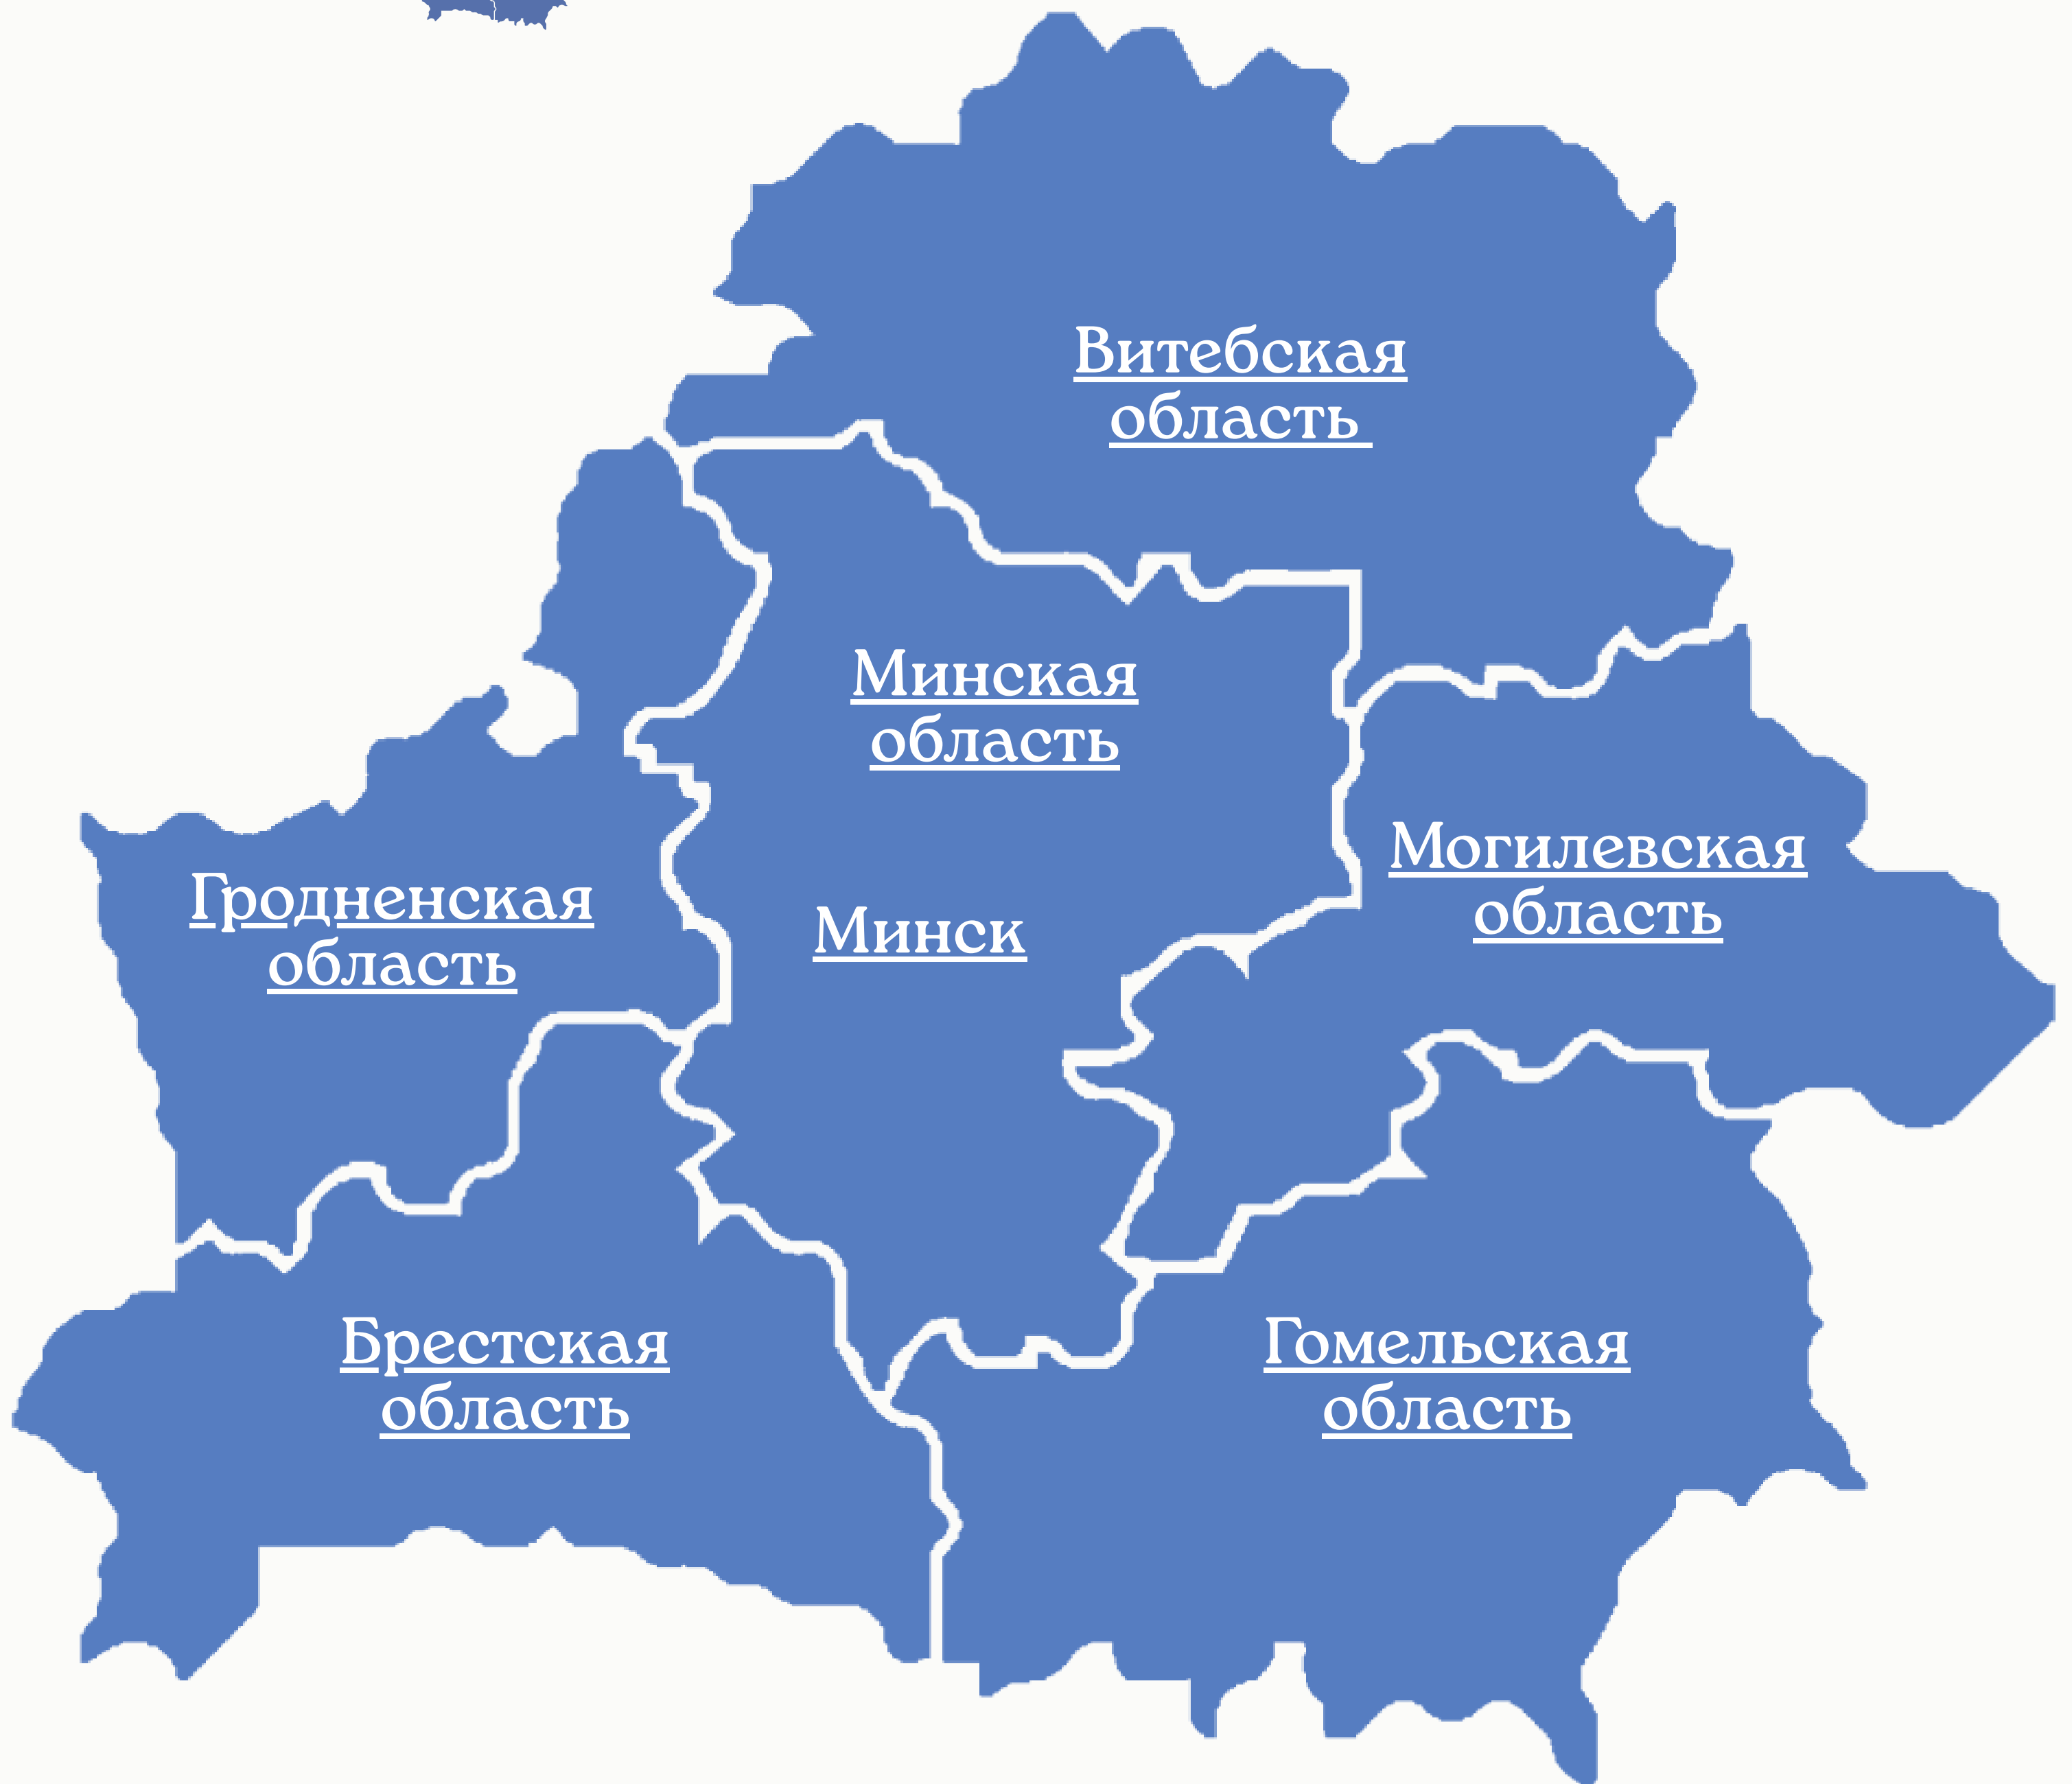 Витебская
область
Минская
область
Могилевская
область
Гродненская
область
Минск
Брестская
область
Гомельская
область